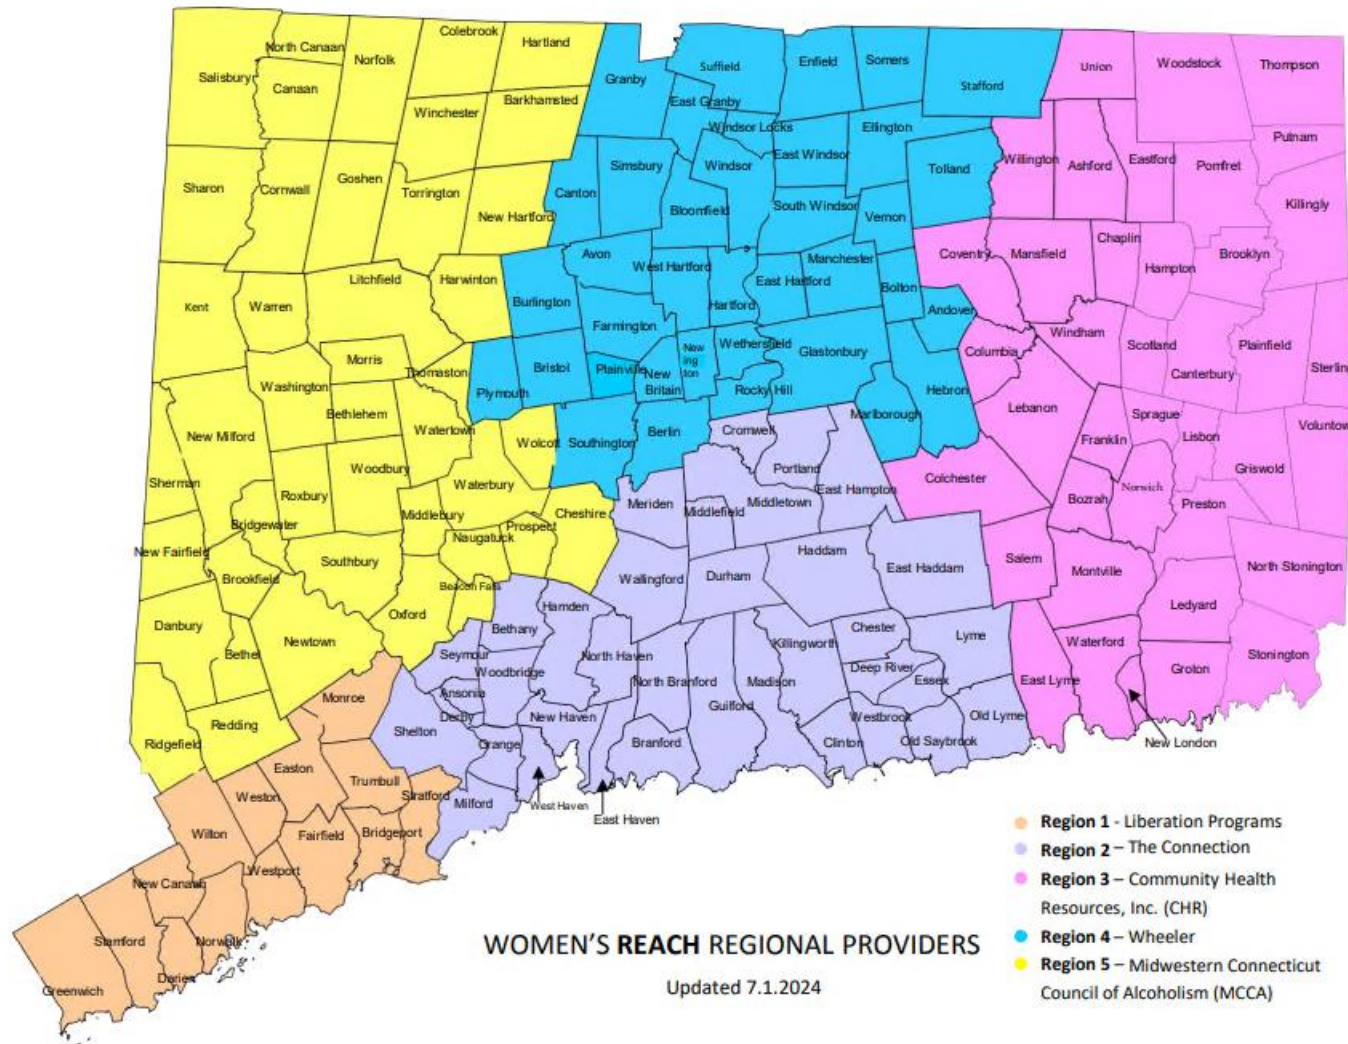 Colebrook
Hartland
North Canaan
Norfolk
Salisbury
Canaan
Winchester
Barkhamsted
Granby
Suffield
Enfield
Somers
Stafford
Union
Woodstock
Thompson
East Granby
Windsor Locks
Ellington
Putnam
Sharon
Cornwall
Goshen
Torrington
New Hartford
Canton
Simsbury
Windsor
East Windsor
Tolland
Willington
Ashford
Eastford
Pomfret
Killingly
Bloomfield
South Windsor
Vernon
Kent
Warren
Litchfield
Harwinton
Burlington
Avon
West Hartford
Hartford
East Hartford
Manchester
Bolton
Coventry
Mansfield
Chaplin
Hampton
Brooklyn
Andover
Farmington
Morris
Thomaston
Plymouth
Bristol
Plainville
New
Britain
New
ing
ton
Wethersfield
Rocky Hill
Glastonbury
Hebron
Marlborough
Columbia
Windham
Scotland
Canterbury
Plainfield
Sterlin
Washington
Bethlehem
Watertown
Wolcott
Southington
Berlin
Cromwell
Portland
East Hampton
Lebanon
Franklin
Sprague
Lisbon
Griswold
Voluntow
New Milford
Sherman
Roxbury
Woodbury
Bridgewater
Middlebury
Waterbury
Naugatuck
Prospect
Cheshire
Meriden
Middlefield
Middletown
Colchester
Bozrah
Norwich
Preston
New Fairfield
Brookfield
Southbury
Oxford
Beacon Falls
Wallingford
Durham
Haddam
East Haddam
Salem
Montville
Ledyard
North Stonington
Danbury
Bethel
Newtown
Seymour
Bethany
Hamden
Woodbridge
North Haven
North Branford
Killingworth
Chester
Deep River
Essex
Lyme
Waterford
Groton
Stonington
Ridgefield
Redding
Monroe
Shelton
Ansonia
Derby
Orange
New Haven
Branford
Guilford
Madison
Clinton
Westbrook
Old Saybrook
Old Lyme
East Lyme
New London
Easton
Weston
Trumbull
Stratford
Milford
West Haven
East Haven
Wilton
Fairfield
Bridgeport
New Canaan
Westport
Stamford
Norwalk
Darien
Greenwich
Region 1 - Liberation Programs
Region 2 – The Connection
Region 3 – Community Health
Resources, Inc. (CHR)
Region 4 – Wheeler
Region 5 – Midwestern Connecticut
Council of Alcoholism (MCCA)
WOMEN'S REACH REGIONAL PROVIDERS
Updated 7.1.2024